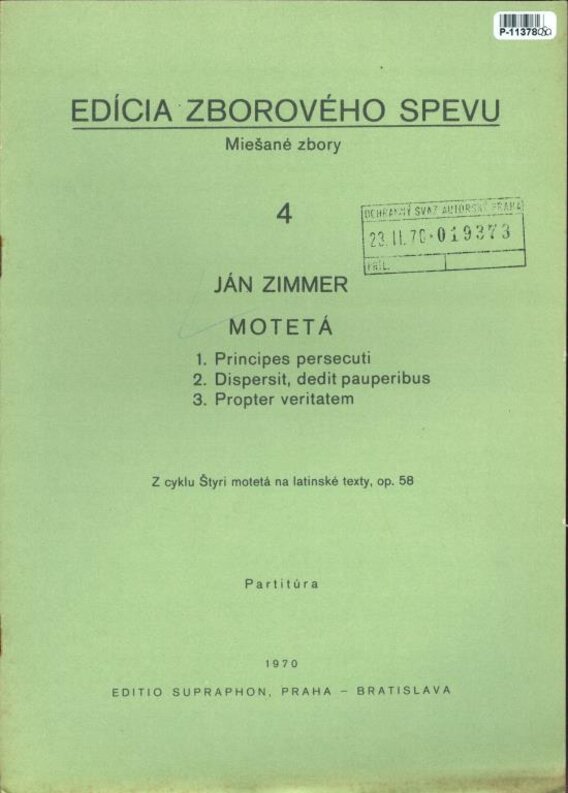 P-11378
EDÍCIA ZBOROVÉHO SPEVU
Miešané zbory
4
OCHRANNÝ SVAZ AUTORSKÝ PRAHA
23. II. 70 · 019373
PŘÍL.
JÁN ZIMMER
MOTETÁ
1. Principes persecuti
2. Dispersit, dedit pauperibus
3. Propter veritatem
Z cyklu Štyri motetá na latinské texty, op. 58
Partitúra
1970
EDITIO SUPRAPHON, PRAHA – BRATISLAVA